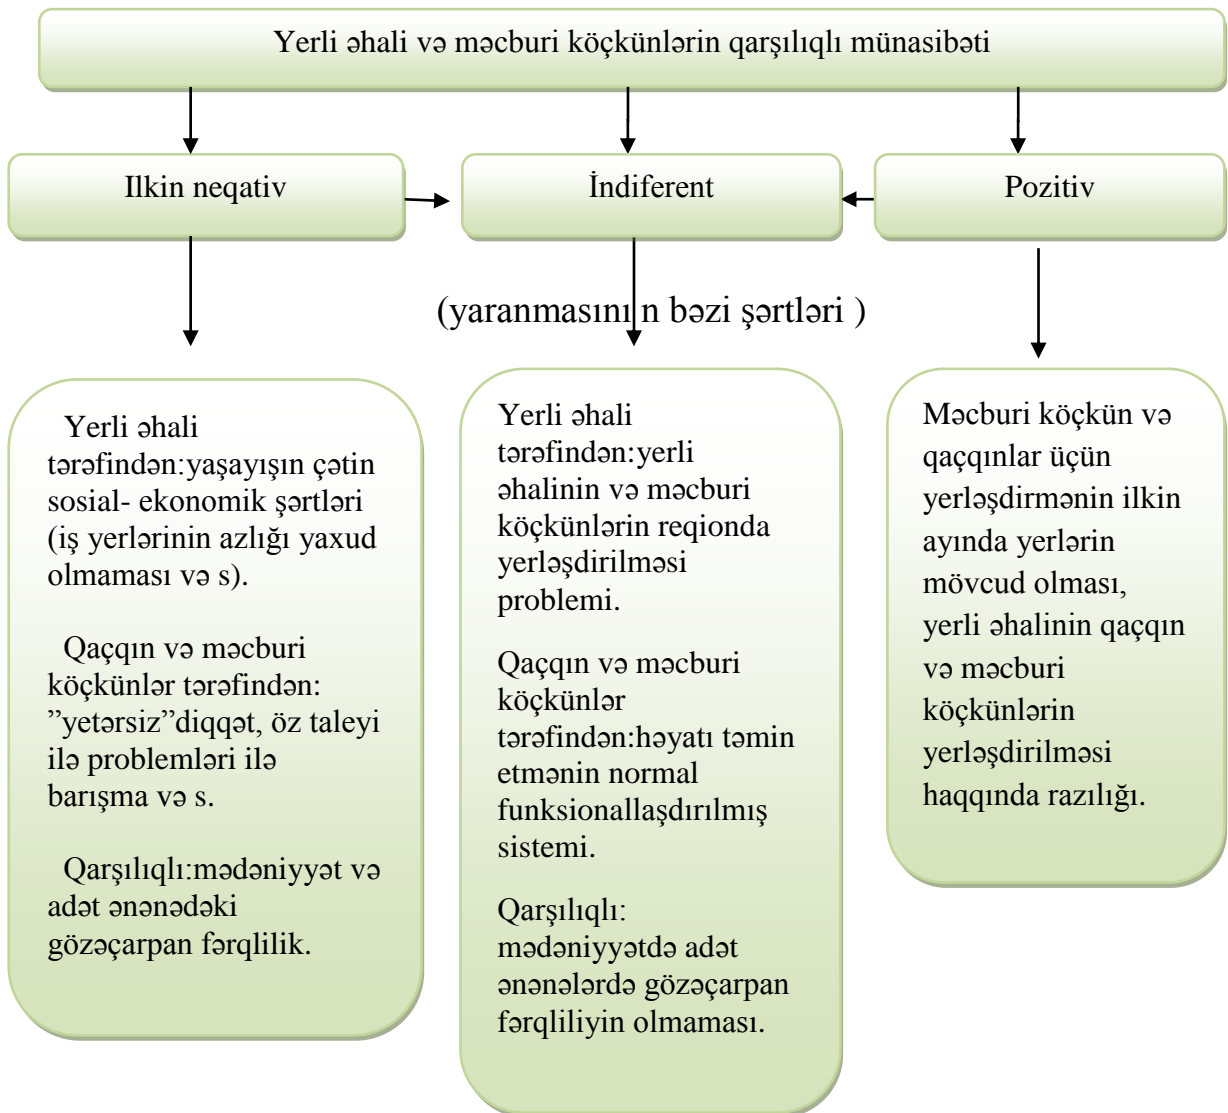 Yerli əhali və məcburi köçkünlərin qarşılıqlı münasibəti
Ilkin neqativ
İndiferent
Pozitiv
(yaranmasının bəzi şərtləri )
Yerli əhali
tərəfindən:yaşayışın çətin
sosial- ekonomik şərtləri
(iş yerlərinin azlığı yaxud
olmaması və s).
Qaçqın və məcburi
köçkünlər tərəfindən:
”yetərsiz”diqqət, öz taleyi
ilə problemləri ilə
barışma və s.
Qarşılıqlı:mədəniyyət və
adət ənənədəki
gözəçarpan fərqlilik.
Yerli əhali
tərəfindən:yerli
əhalinin və məcburi
köçkünlərin reqionda
yerləşdirilməsi
problemi.
Qaçqın və məcburi
köçkünlər
tərəfindən:həyatı təmin
etmənin normal
funksionallaşdırılmış
sistemi.
Qarşılıqlı:
mədəniyyətdə adət
ənənələrdə gözəçarpan
fərqliliyin olmaması.
Məcburi köçkün və
qaçqınlar üçün
yerləşdirmənin ilkin
ayında yerlərin
mövcud olması,
yerli əhalinin qaçqın
və məcburi
köçkünlərin
yerləşdirilməsi
haqqında razılığı.